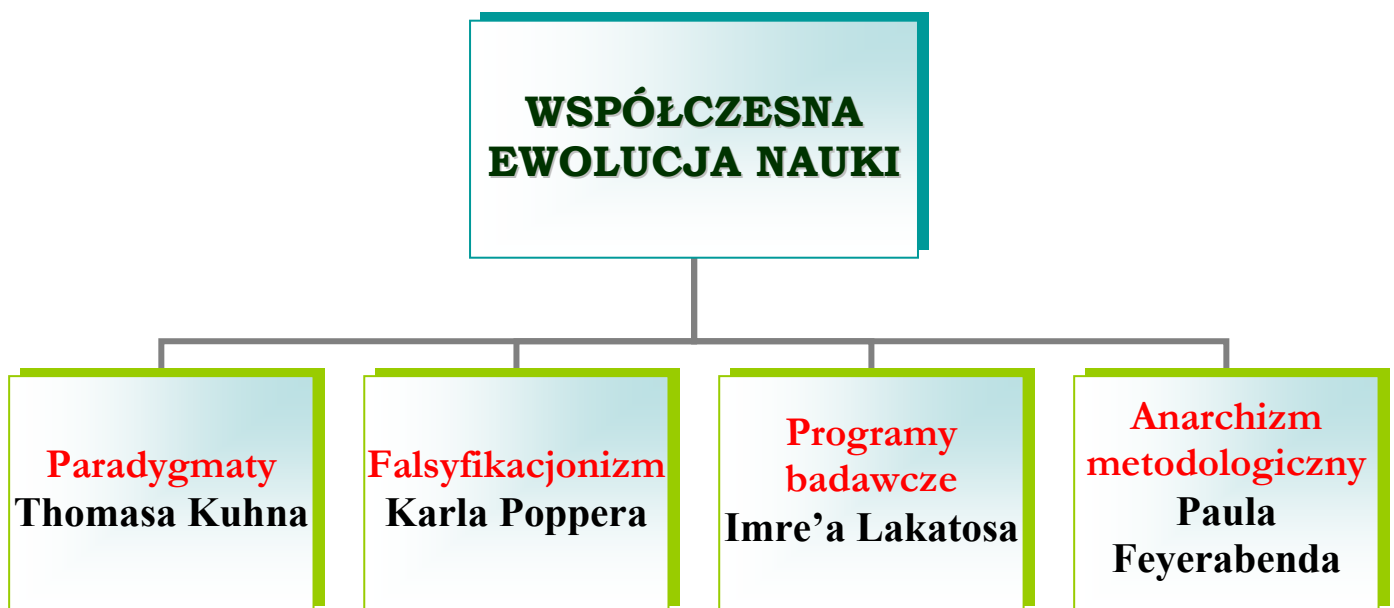 WSPÓŁCZESNA
EWOLUCJA NAUKI
Paradygmaty
Thomasa Kuhna
Falsyfikacjonizm
Karla Poppera
Programy
badawcze
Imre’a Lakatosa
Anarchizm
metodologiczny
Paula
Feyerabenda